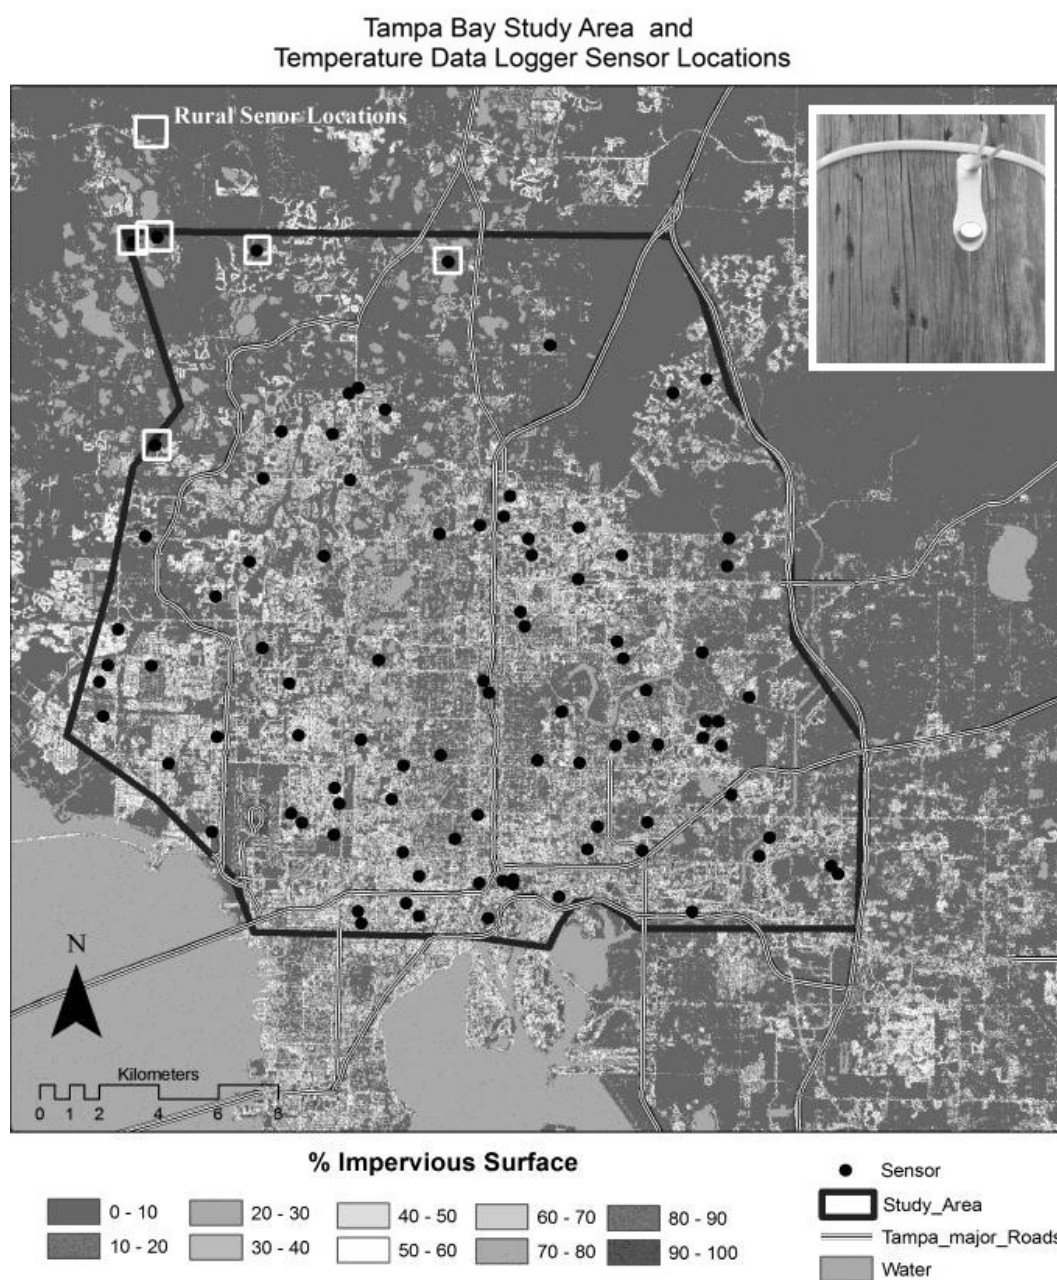 Tampa Bay Study Area and
Temperature Data Logger Sensor Locations
Rural Senor Locations
N
Kilometers
0 1 2 4 6 8
% Impervious Surface
0 - 10
20 - 30
40 - 50
60 - 70
80 - 90
10 - 20
30 - 40
50 - 60
70 - 80
90 - 100
Sensor
Study_Area
Tampa_major_Roads
Water